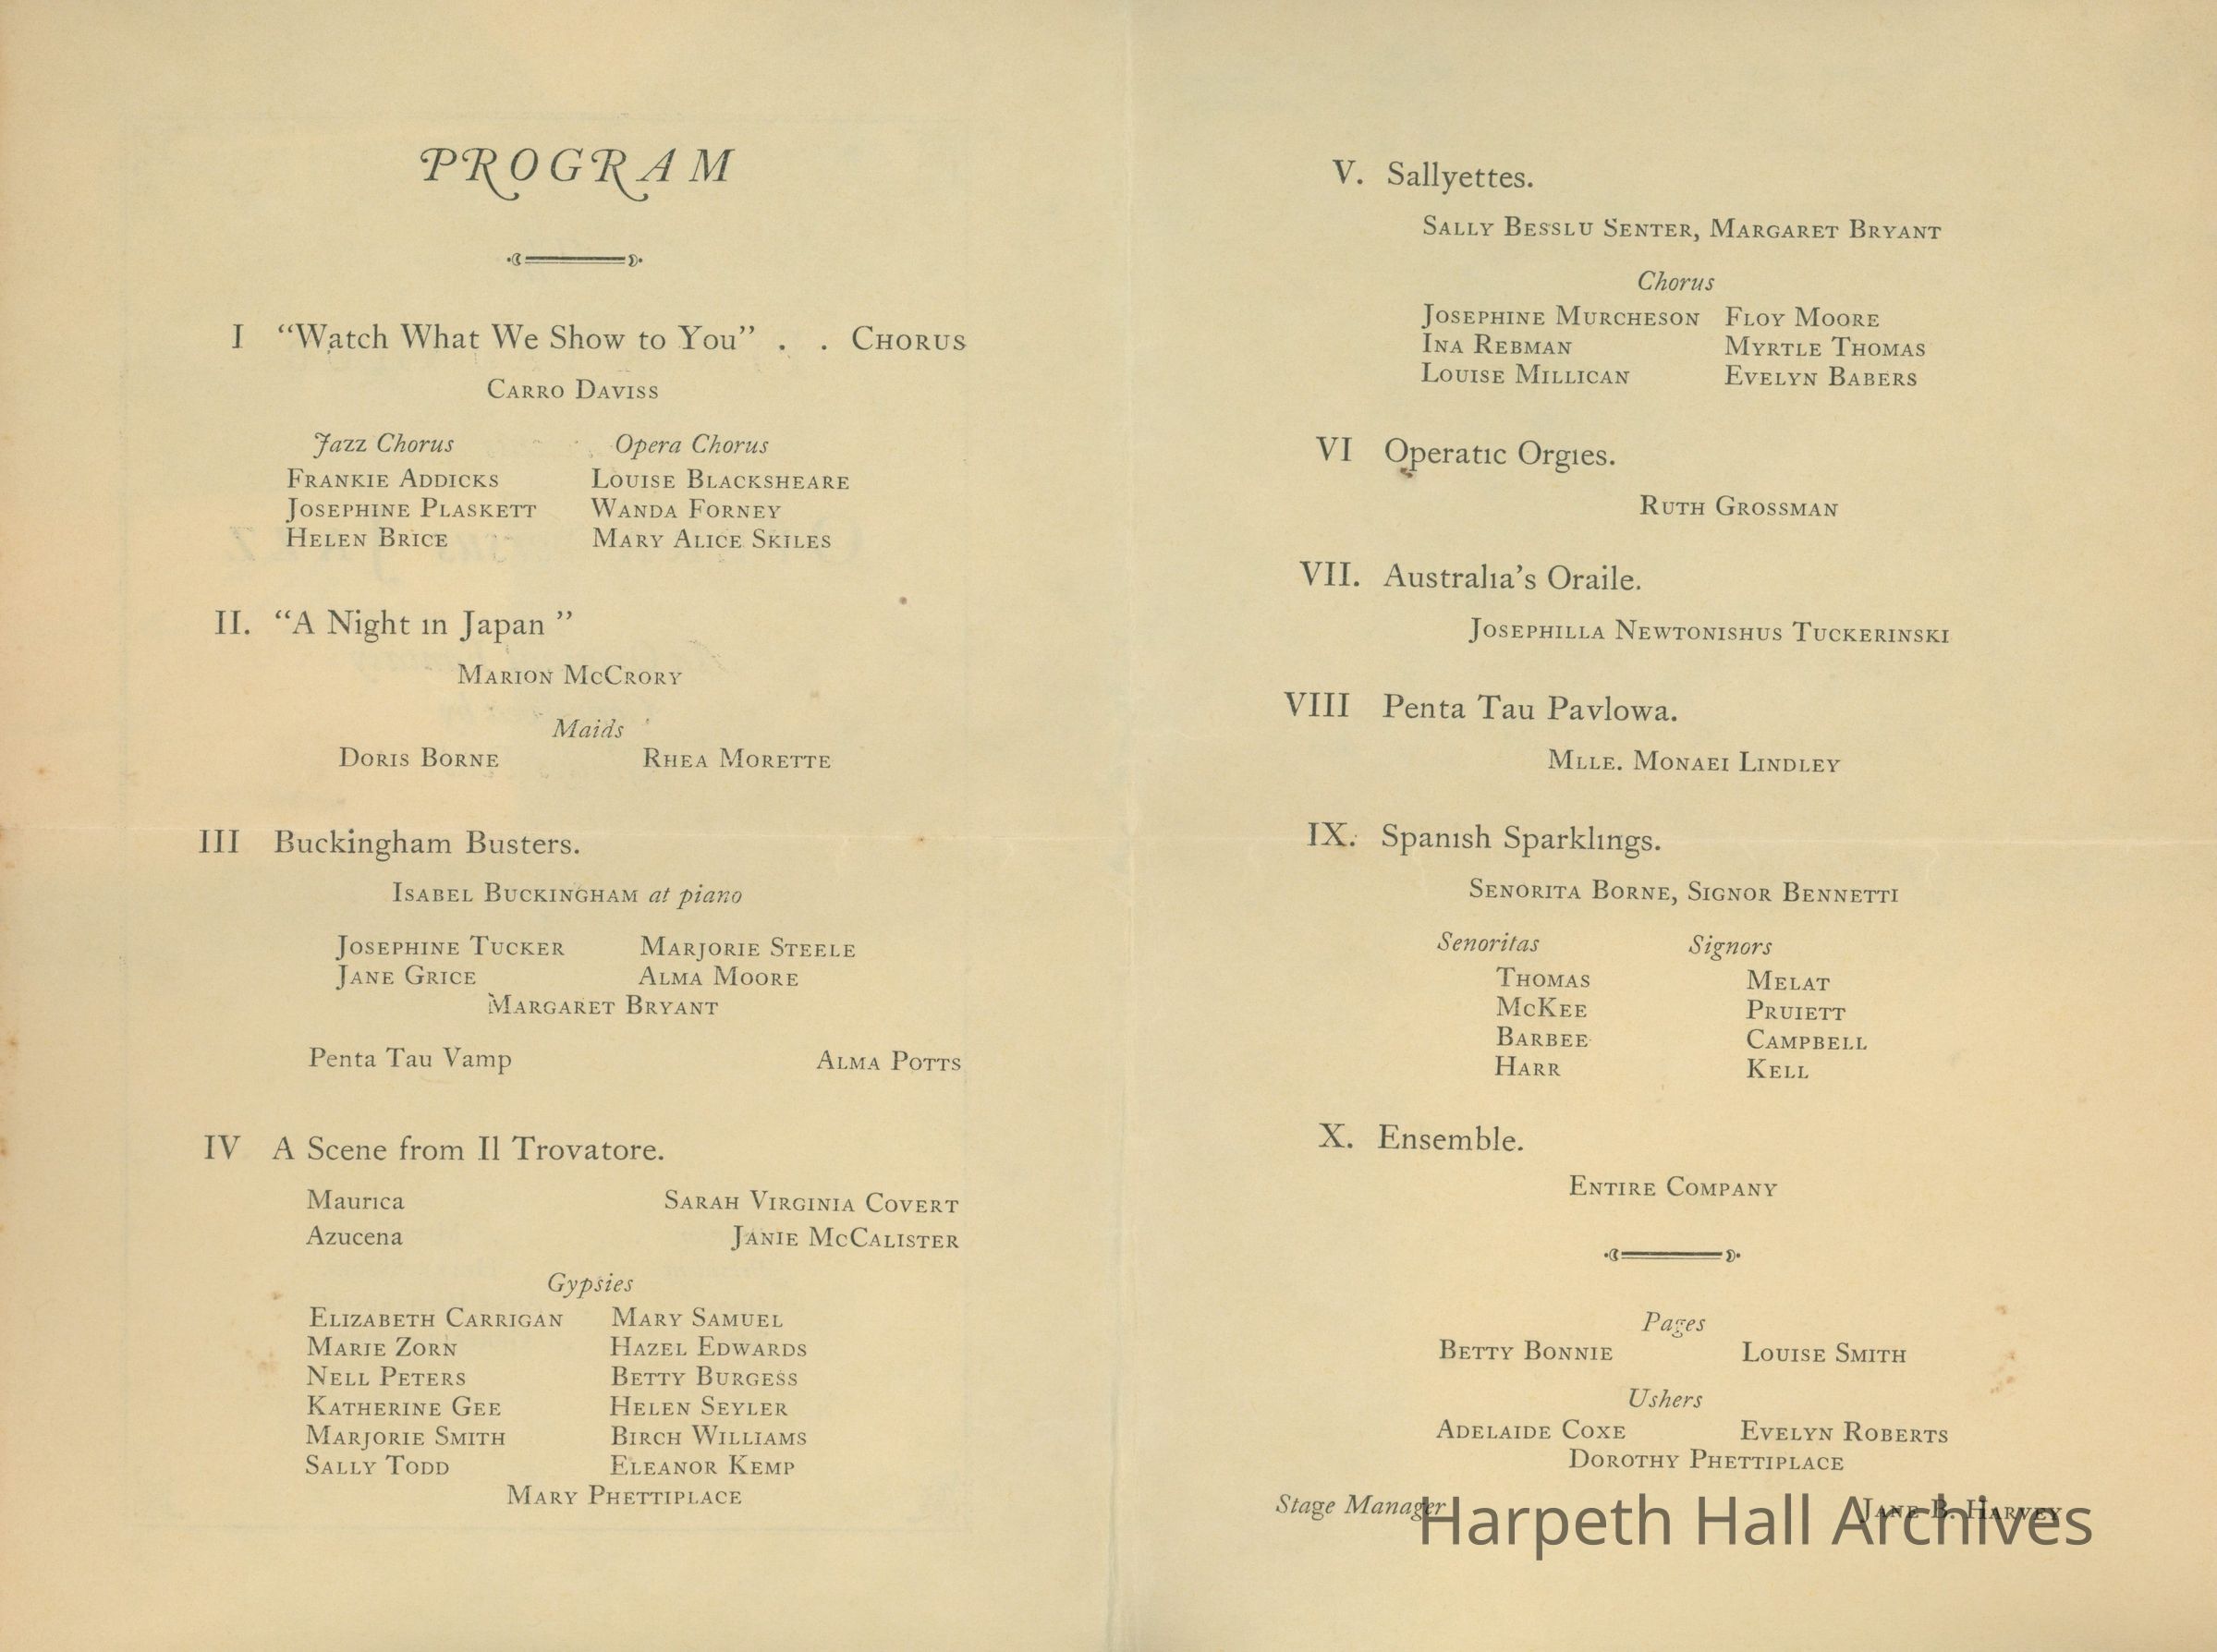 PROGRAM
I "Watch What We Show to You" . . CHORUS
CARRO DAVISS
Jazz Chorus Opera Chorus
FRANKIE ADDICKS LOUISE BLACKSHEARE
JOSEPHINE PLASKETT WANDA FORNEY
HELEN BRICE MARY ALICE SKILES
II. "A Night in Japan"
MARION MCCRORY
Maids
DORIS BORNE RHEA MORETTE
III Buckingham Busters.
ISABEL BUCKINGHAM at piano
JOSEPHINE TUCKER MARJORIE STEELE
JANE GRICE ALMA MOORE
MARGARET BRYANT
Penta Tau Vamp ALMA POTTS
IV A Scene from Il Trovatore.
Maurica SARAH VIRGINIA COVERT
Azucena JANIE MCCALISTER
Gypsies
ELIZABETH CARRIGAN MARY SAMUEL
MARIE ZORN HAZEL EDWARDS
NELL PETERS BETTY BURGESS
KATHERINE GEE HELEN SEYLER
MARJORIE SMITH BIRCH WILLIAMS
SALLY TODD ELEANOR KEMP
MARY PHETTIPLACE
V. Sallyettes.
SALLY BESSLU SENTER, MARGARET BRYANT
Chorus
JOSEPHINE MURCHESON FLOY MOORE
INA REBMAN MYRTLE THOMAS
LOUISE MILLICAN EVELYN BABERS
VI Operatic Orgies.
RUTH GROSSMAN
VII. Australia's Oraile.
JOSEPHILLA NEWTONISHUS TUCKERINSKI
VIII Penta Tau Pavlowa.
MLLE. MONAEI LINDLEY
IX. Spanish Sparklings.
SENORITA BORNE, SIGNOR BENNETTI
Senoritas Signors
THOMAS MELAT
MCKEE PRUIETT
BARBEE CAMPBELL
HARR KELL
X. Ensemble.
ENTIRE COMPANY
Pages
BETTY BONNIE LOUISE SMITH
Ushers
ADELAIDE COXE EVELYN ROBERTS
DOROTHY PHETTIPLACE
Stage Manager JANE B. HARVEY
Harpeth Hall Archives